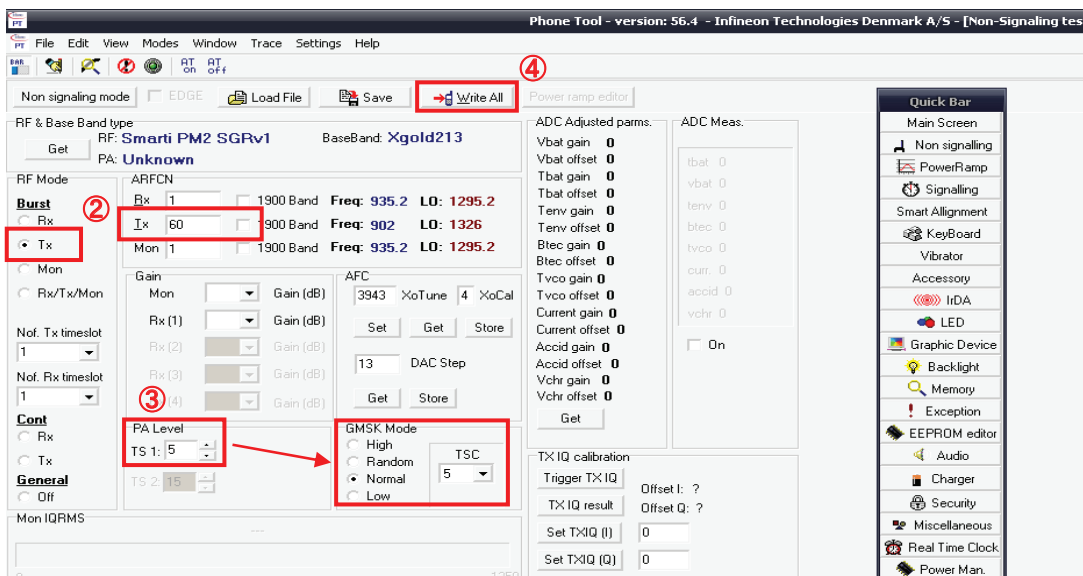 PT
Phone Tool - version: 56.4 - Infineon Technologies Denmark A/S - [Non-Signaling tes
PT File Edit View Modes Window Trace Settings Help
BAR AT on AT off
④
Non signaling mode EDGE Load File Save Write All Power ramp editor
RF & Base Band type
Get RF: Smarti PM2 SGRv1 BaseBand: Xgold213
PA: Unknown
RF Mode
Burst
②
Rx
Tx
Mon
Rx/Tx/Mon
Nof. Tx timeslot
1
Nof. Rx timeslot
1
Cont
Rx
Tx
General
Off
ARFCN
Rx 1 1900 Band Freq: 935.2 LO: 1295.2
Tx 60 1900 Band Freq: 902 LO: 1326
Mon 1 1900 Band Freq: 935.2 LO: 1295.2
Gain
Mon Gain (dB)
Rx (1) Gain (dB)
Rx (2) Gain (dB)
Rx (3) Gain (dB)
③ (4) Gain (dB)
AFC
3943 XoTune 4 XoCal
Set Get Store
13 DAC Step
Get Store
PA Level
TS 1: 5
TS 2: 15
GMSK Mode
High
Random
Normal
Low
TSC
5
Mon IQRMS
---
0 1250
ADC Adjusted parms.
Vbat gain 0
Vbat offset 0
Tbat gain 0
Tbat offset 0
Tenv gain 0
Tenv offset 0
Btec gain 0
Btec offset 0
Tvco gain 0
Tvco offset 0
Current gain 0
Current offset 0
Accid gain 0
Accid offset 0
Vchr gain 0
Vchr offset 0
Get
ADC Meas.
tbat 0
vbat 0
tenv 0
btec 0
tvco 0
curr. 0
accid 0
vchr 0
On
TX IQ calibration
Trigger TX IQ
TX IQ result
Offset I: ?
Offset Q: ?
Set TXIQ (I) 0
Set TXIQ (Q) 0
Quick Bar
Main Screen
Non signalling
PowerRamp
Signalling
Smart Allignment
KeyBoard
Vibrator
Accessory
IrDA
LED
Graphic Device
Backlight
Memory
Exception
EEPROM editor
Audio
Charger
Security
Miscellaneous
Real Time Clock
Power Man.